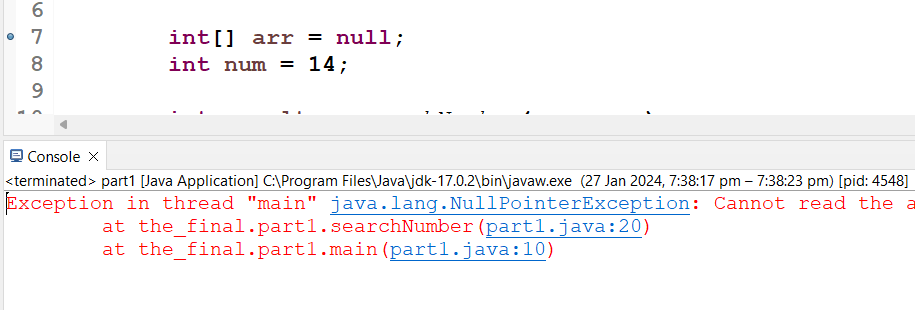 6
7 int[] arr = null;
8 int num = 14;
9
Console
<terminated> part1 [Java Application] C:\Program Files\Java\jdk-17.0.2\bin\javaw.exe (27 Jan 2024, 7:38:17 pm – 7:38:23 pm) [pid: 4548]
Exception in thread "main" java.lang.NullPointerException: Cannot read the a
at the_final.part1.searchNumber(part1.java:20)
at the_final.part1.main(part1.java:10)